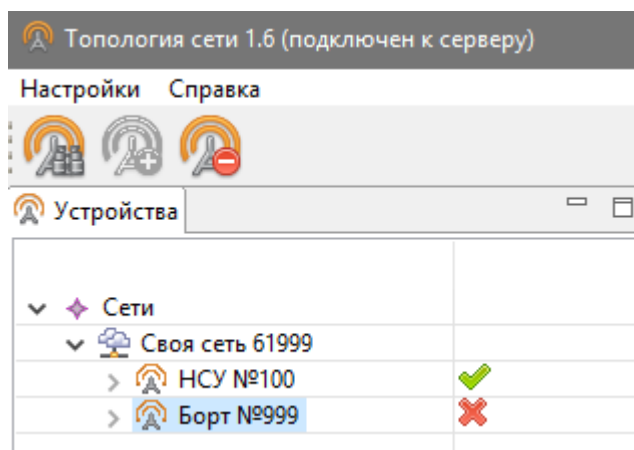 Топология сети 1.6 (подключен к серверу)
Настройки Справка
Устройства
Сети
Своя сеть 61999
НСУ №100
Борт №999